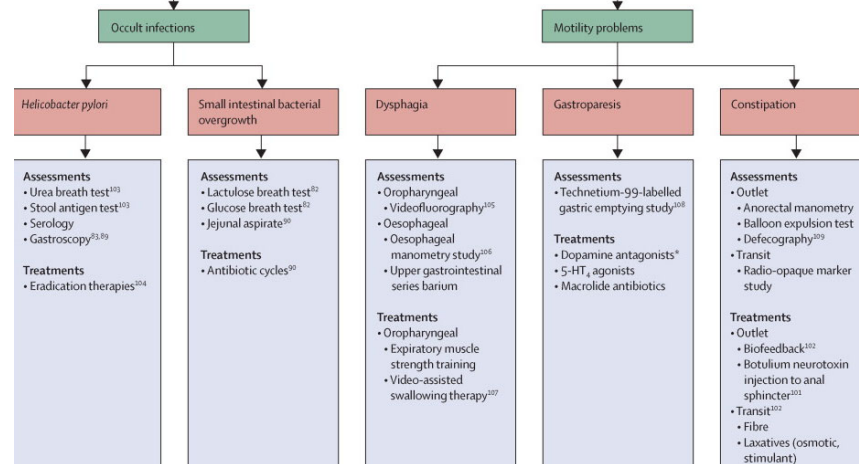 Occult infections
Motility problems
Helicobacter pylori
Small intestinal bacterial
overgrowth
Dysphagia
Gastroparesis
Constipation
Assessments
• Urea breath test¹⁰³
• Stool antigen test¹⁰³
• Serology
• Gastroscopy⁸³,⁸⁹
Treatments
• Eradication therapies¹⁰⁴
Assessments
• Lactulose breath test⁸²
• Glucose breath test⁸²
• Jejunal aspirate⁹⁰
Treatments
• Antibiotic cycles⁹⁰
Assessments
• Oropharyngeal
• Videofluorography¹⁰⁵
• Oesophageal
• Oesophageal
manometry study¹⁰⁶
• Upper gastrointestinal
series barium
Treatments
• Oropharyngeal
• Expiratory muscle
strength training
• Video-assisted
swallowing therapy¹⁰⁷
Assessments
• Technetium-99-labelled
gastric emptying study¹⁰⁸
Treatments
• Dopamine antagonists*
• 5-HT₄ agonists
• Macrolide antibiotics
Assessments
• Outlet
• Anorectal manometry
• Balloon expulsion test
• Defecography¹⁰⁹
• Transit
• Radio-opaque marker
study
Treatments
• Outlet
• Biofeedback¹⁰²
• Botulium neurotoxin
injection to anal
sphincter¹⁰¹
• Transit¹⁰²
• Fibre
• Laxatives (osmotic,
stimulant)